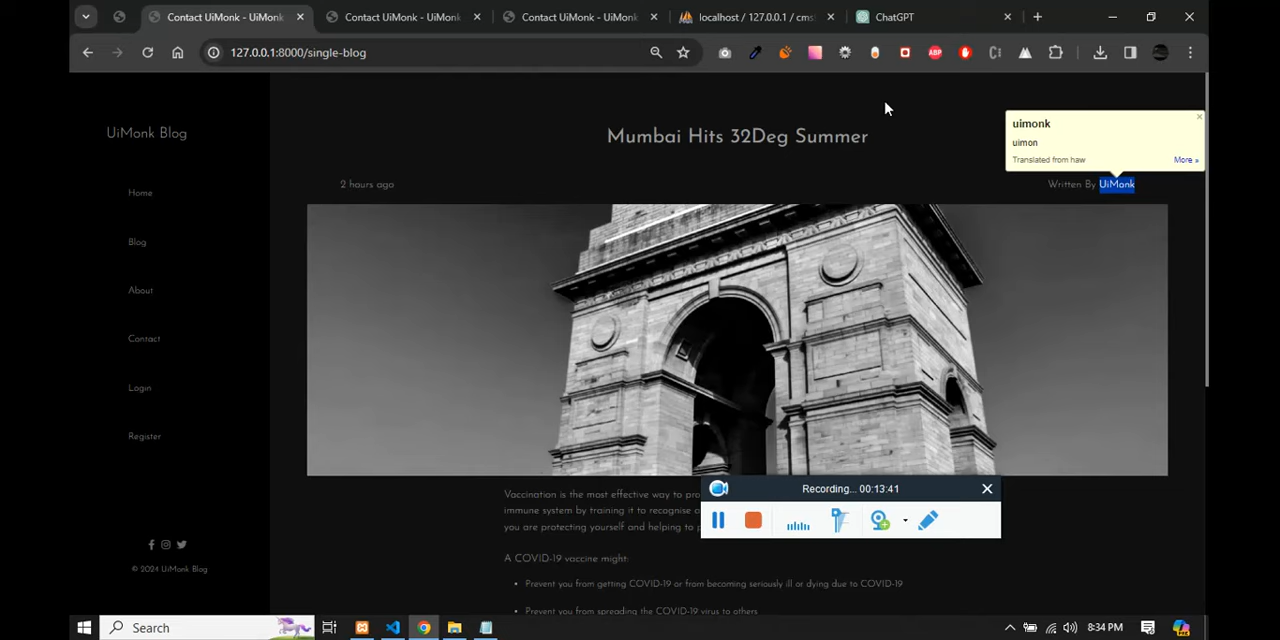 Contact UiMonk - UiMonk
Contact UiMonk - UiMonk
Contact UiMonk - UiMonk
localhost / 127.0.0.1 / cms
ChatGPT
127.0.0.1:8000/single-blog
ABP
UiMonk Blog
Home
Blog
About
Contact
Login
Register
© 2024 UiMonk Blog
Mumbai Hits 32Deg Summer
2 hours ago
Written By UiMonk
uimonk
uimon
Translated from haw
More »
Recording... 00:13:41
Vaccination is the most effective way to
immune system by training it to recognise
you are protecting yourself and helping to
A COVID-19 vaccine might:
Prevent you from getting COVID-19 or from becoming seriously ill or dying due to COVID-19
Prevent you from spreading the COVID-19 virus to others
Search
8:34 PM